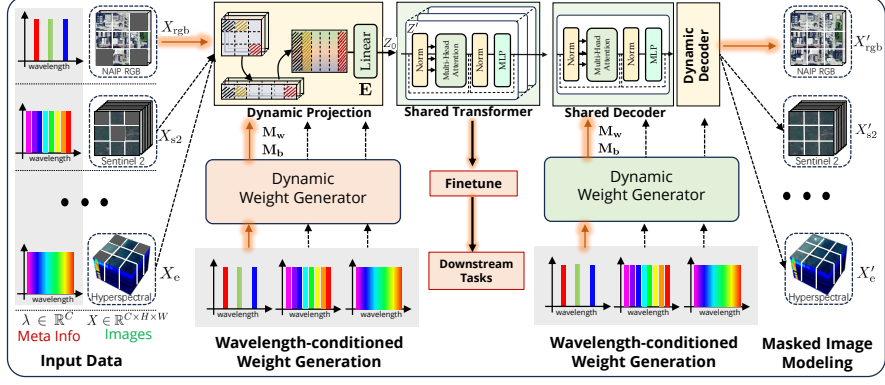 wavelength
NAIP RGB
X_rgb
wavelength
Sentinel 2
X_s2
wavelength
Hyperspectral
X_e
λ ∈ ℝ^C
X ∈ ℝ^{C×H×W}
Meta Info
Images
Input Data
Linear
E
Z_0
Dynamic Projection
M_w
M_b
Dynamic
Weight Generator
wavelength
wavelength
wavelength
Wavelength-conditioned
Weight Generation
Z'
Norm
Multi-Head
Attention
Norm
MLP
Shared Transformer
Finetune
Downstream
Tasks
Norm
Multi-Head
Attention
Norm
MLP
Shared Decoder
Dynamic
Decoder
M_w
M_b
Dynamic
Weight Generator
wavelength
wavelength
wavelength
Wavelength-conditioned
Weight Generation
NAIP RGB
X'_rgb
Sentinel 2
X'_s2
Hyperspectral
X'_e
Masked Image
Modeling